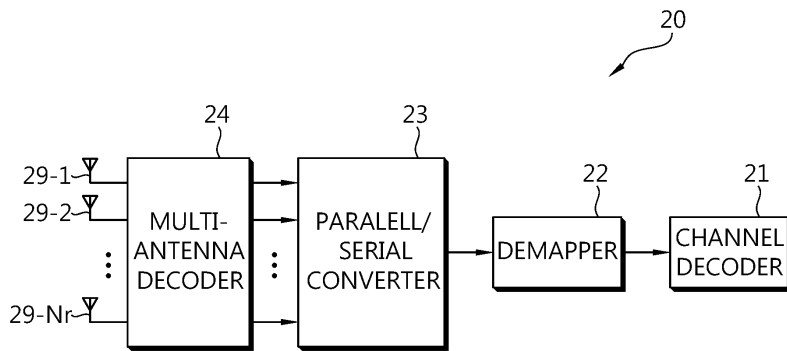 20
24
23
29-1
29-2
29-Nr
MULTI-
ANTENNA
DECODER
PARALELL/
SERIAL
CONVERTER
22
DEMAPPER
21
CHANNEL
DECODER